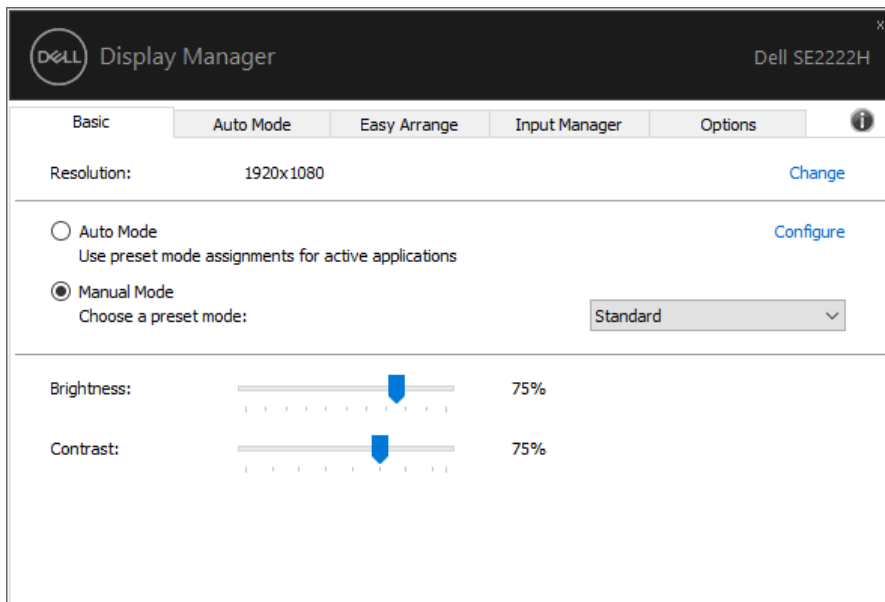 DELL Display Manager
x
Dell SE2222H
Basic Auto Mode Easy Arrange Input Manager Options i
Resolution: 1920x1080 Change
Auto Mode Configure
Use preset mode assignments for active applications
Manual Mode
Choose a preset mode: Standard
Brightness: 75%
Contrast: 75%